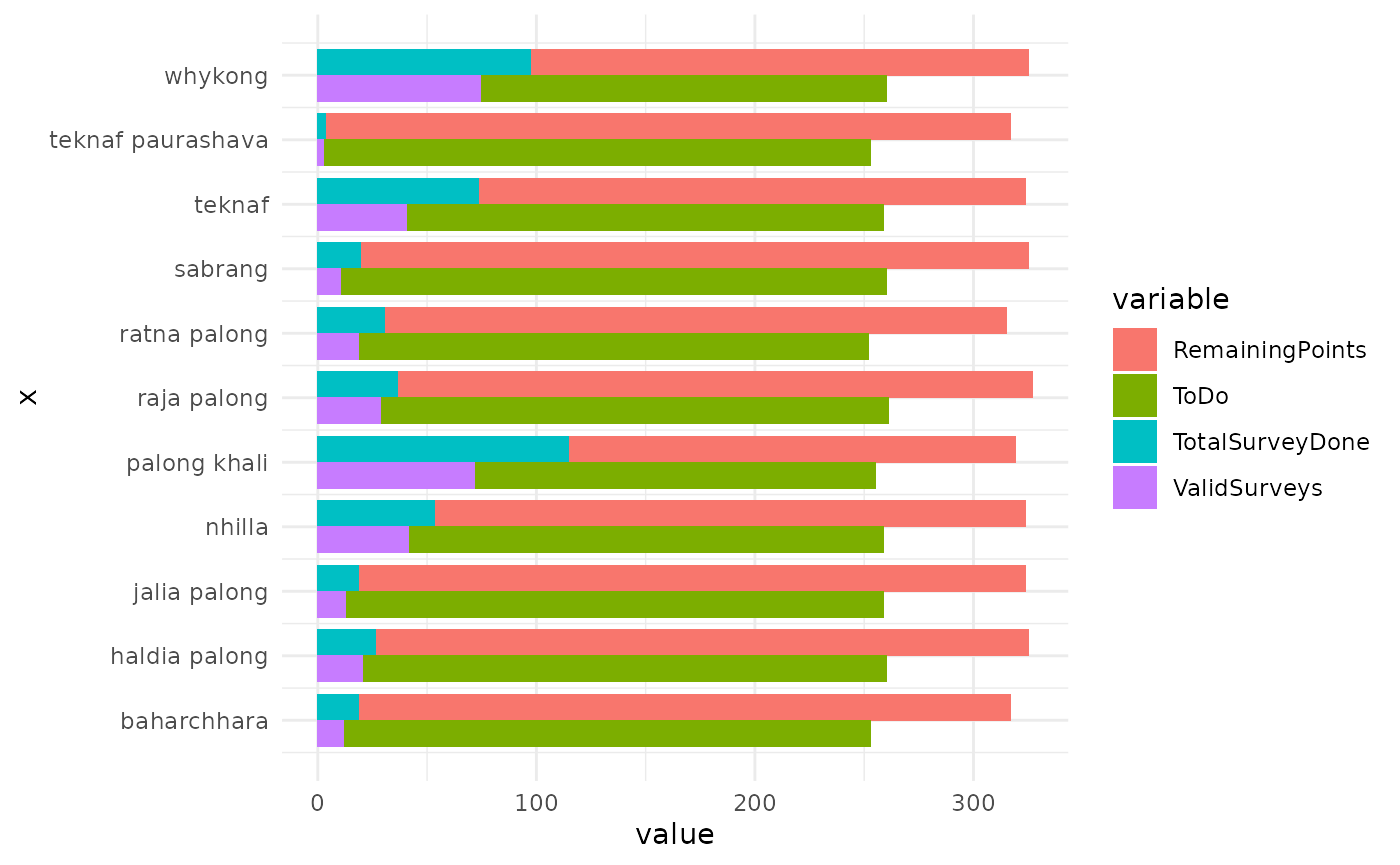 whykong
teknaf paurashava
teknaf
sabrang
ratna palong
raja palong
palong khali
nhilla
jalia palong
haldia palong
baharchhara
x
0 100 200 300
value
variable
RemainingPoints
ToDo
TotalSurveyDone
ValidSurveys